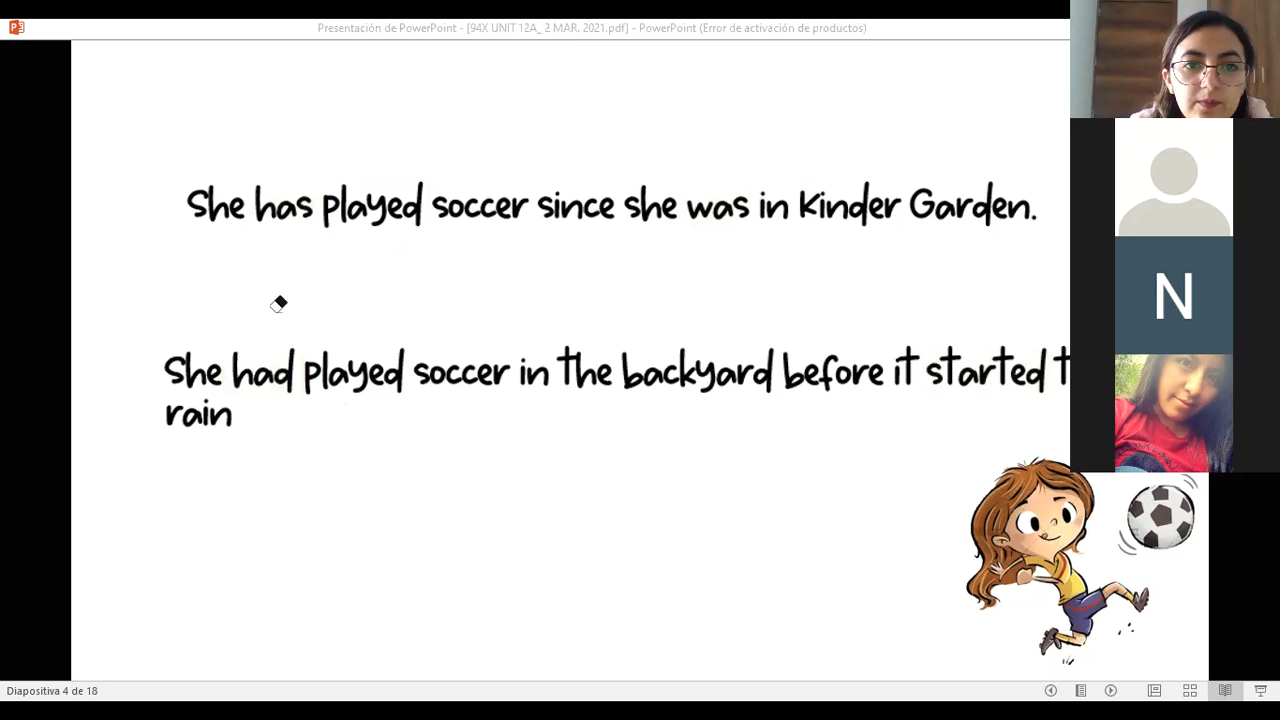 Presentación de PowerPoint - [94X UNIT 12A_ 2 MAR. 2021.pdf] - PowerPoint (Error de activación de productos)
She has played soccer since she was in Kinder Garden.
N
She had played soccer in the backyard before it started t
rain
Diapositiva 4 de 18